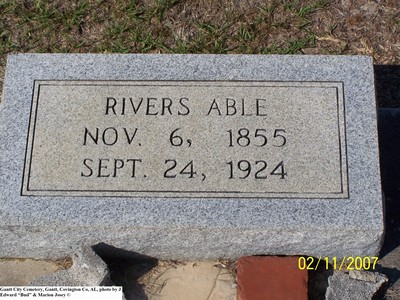 RIVERS ABLE
NOV. 6, 1855
SEPT. 24, 1924
02/11/2007
Gantt City Cemetery, Gantt, Covington Co, AL, photo by J
Edward "Bud" & Marion Josey ©